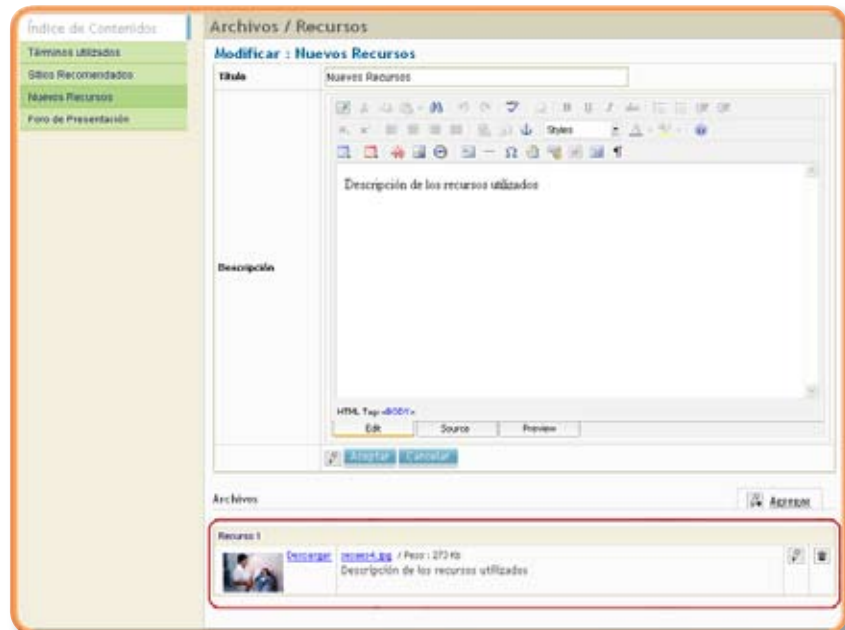 Índice de Contenidos
Términos utilizados
Sitios Recomendados
Nuevos Recursos
Foro de Presentación
Archivos / Recursos
Modificar : Nuevos Recursos
Título
Nuevos Recursos
Styles
Descripción de los recursos utilizados
Descripción
HTML Tag: <BODY>
Edit Source Preview
Aceptar Cancelar
Archivos
Agregar
Recurso 1
Descargar / Peso : 273 Kb
Descripción de los recursos utilizados